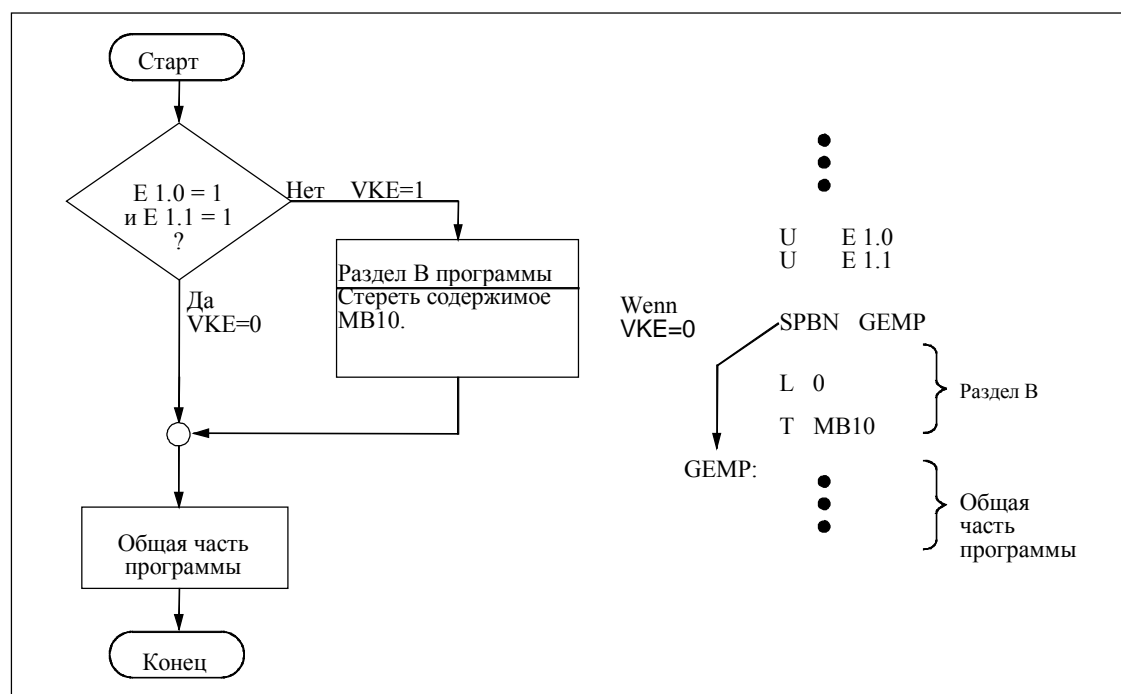 Старт
E 1.0 = 1
и E 1.1 = 1
?
Нет VKE=1
Раздел B программы
Стереть содержимое
MB10.
Да
VKE=0
Общая часть
программы
Конец
U E 1.0
U E 1.1
Wenn
VKE=0
SPBN GEMP
L 0
T MB10
Раздел B
GEMP:
Общая
часть
программы